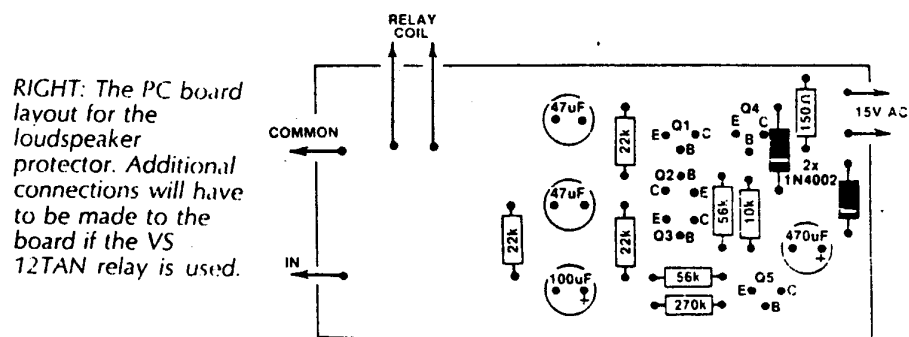 RELAY
COIL
RIGHT: The PC board
layout for the
loudspeaker
protector. Additional
connections will have
to be made to the
board if the VS
12TAN relay is used.
COMMON
IN
47uF
22k
E Q1 C
B
Q4
E C
B
150Ω
15V AC
2x
1N4002
47uF
Q2 B
C E
E C
Q3 B
56k
10k
22k
22k
470uF
+
100uF
+
56k
270k
Q5
E C
B